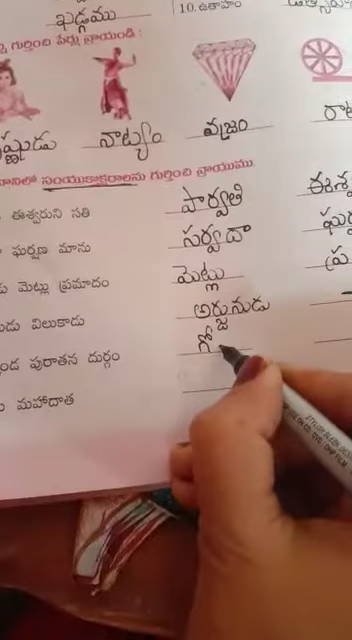 ఖడ్గము 10. ఉతాహం
గుర్తించి పేర్లు వ్రాయండి :
ష్ణుడు నాట్యం వజ్రం
లో సంయుక్తాక్షరాలను గుర్తించి వ్రాయుము.
ఈశ్వరుని సతి పార్వతి
ఘర్షణ మాను సర్వదా
మెట్లు ప్రమాదం మెట్లు ప్ర
డు విలుకాడు అర్జునుడు
ండ పురాతన దుర్గం గో
మహాదాత